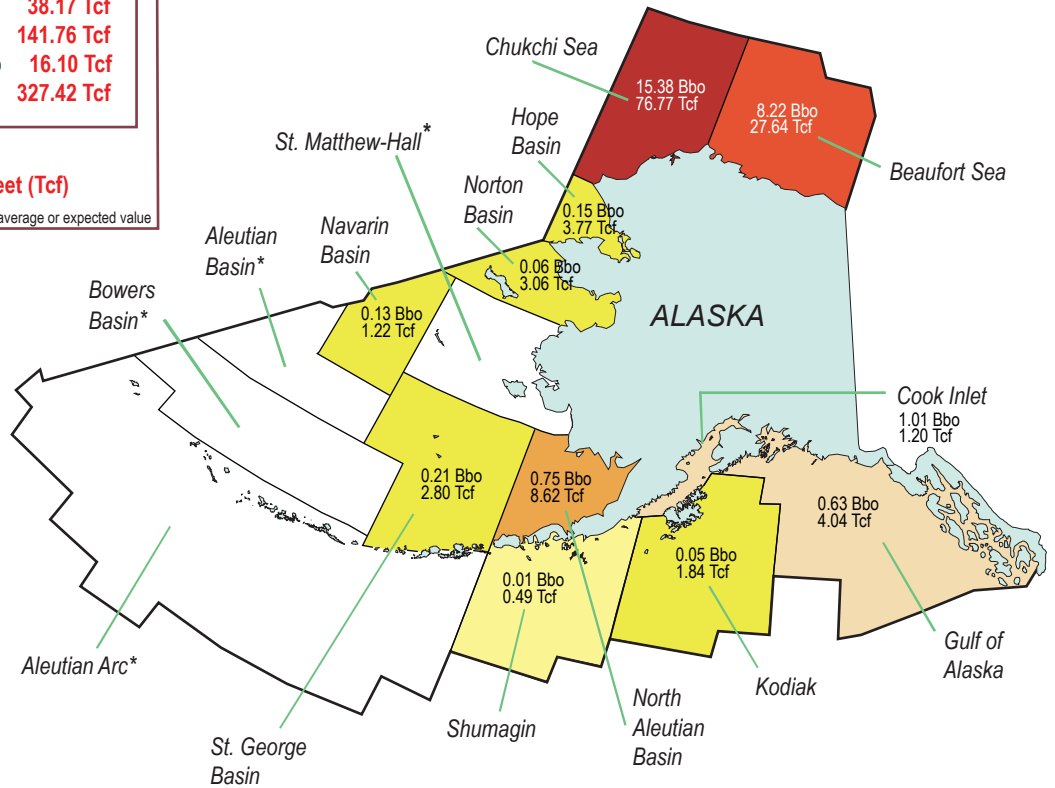 38.17 Tcf
141.76 Tcf
16.10 Tcf
327.42 Tcf
(Tcf)
average or expected value
Chukchi Sea
15.38 Bbo
76.77 Tcf
8.22 Bbo
27.64 Tcf
Beaufort Sea
Hope
Basin
St. Matthew-Hall*
0.15 Bbo
3.77 Tcf
Norton
Basin
0.06 Bbo
3.06 Tcf
Navarin
Basin
Aleutian
Basin*
0.13 Bbo
1.22 Tcf
Bowers
Basin*
ALASKA
Cook Inlet
1.01 Bbo
1.20 Tcf
0.21 Bbo
2.80 Tcf
0.75 Bbo
8.62 Tcf
0.63 Bbo
4.04 Tcf
0.05 Bbo
1.84 Tcf
0.01 Bbo
0.49 Tcf
Aleutian Arc*
Gulf of
Alaska
Kodiak
North
Aleutian
Basin
Shumagin
St. George
Basin